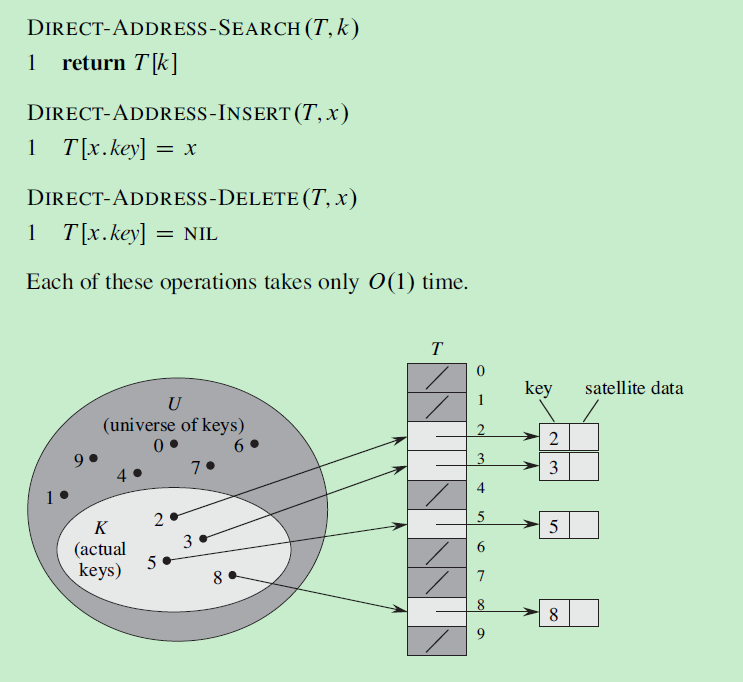 DIRECT-ADDRESS-SEARCH(T, k)
1 return T[k]
DIRECT-ADDRESS-INSERT(T, x)
1 T[x.key] = x
DIRECT-ADDRESS-DELETE(T, x)
1 T[x.key] = NIL
Each of these operations takes only O(1) time.
T
U
(universe of keys)
0
6
9
4
7
1
K
(actual
keys)
2
3
5
8
0
1
2
3
4
5
6
7
8
9
key satellite data
2
3
5
8